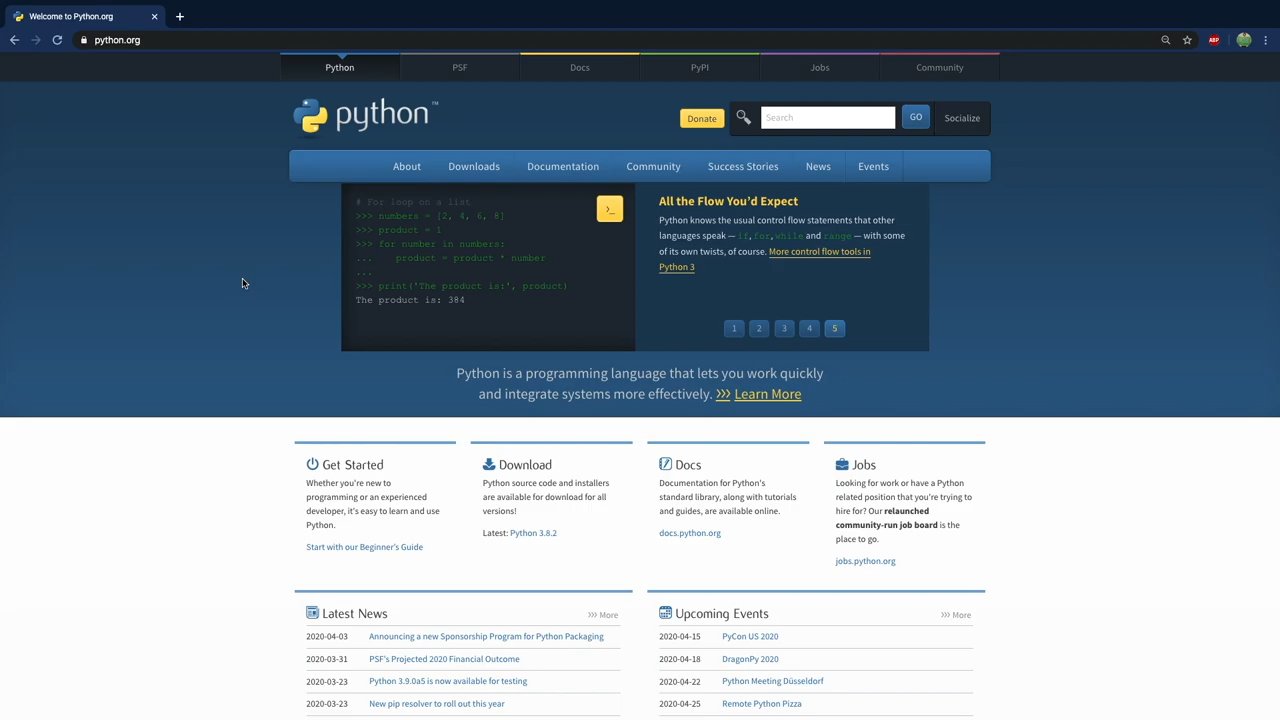 Welcome to Python.org
python.org
ABP
Python
PSF
Docs
PyPI
Jobs
Community
python™
Donate
Search
GO
Socialize
About
Downloads
Documentation
Community
Success Stories
News
Events
# For loop on a list
>>> numbers = [2, 4, 6, 8]
>>> product = 1
>>> for number in numbers:
... product = product * number
...
>>> print('The product is:', product)
The product is: 384
>_
All the Flow You'd Expect
Python knows the usual control flow statements that other
languages speak — if, for, while and range — with some
of its own twists, of course. More control flow tools in
Python 3
1 2 3 4 5
Python is a programming language that lets you work quickly
and integrate systems more effectively. >>> Learn More
Get Started
Whether you're new to
programming or an experienced
developer, it's easy to learn and use
Python.
Start with our Beginner's Guide
Download
Python source code and installers
are available for download for all
versions!
Latest: Python 3.8.2
Docs
Documentation for Python's
standard library, along with tutorials
and guides, are available online.
docs.python.org
Jobs
Looking for work or have a Python
related position that you're trying to
hire for? Our relaunched
community-run job board is the
place to go.
jobs.python.org
Latest News
>>> More
2020-04-03 Announcing a new Sponsorship Program for Python Packaging
2020-03-31 PSF's Projected 2020 Financial Outcome
2020-03-23 Python 3.9.0a5 is now available for testing
2020-03-23 New pip resolver to roll out this year
Upcoming Events
>>> More
2020-04-15 PyCon US 2020
2020-04-18 DragonPy 2020
2020-04-22 Python Meeting Düsseldorf
2020-04-25 Remote Python Pizza